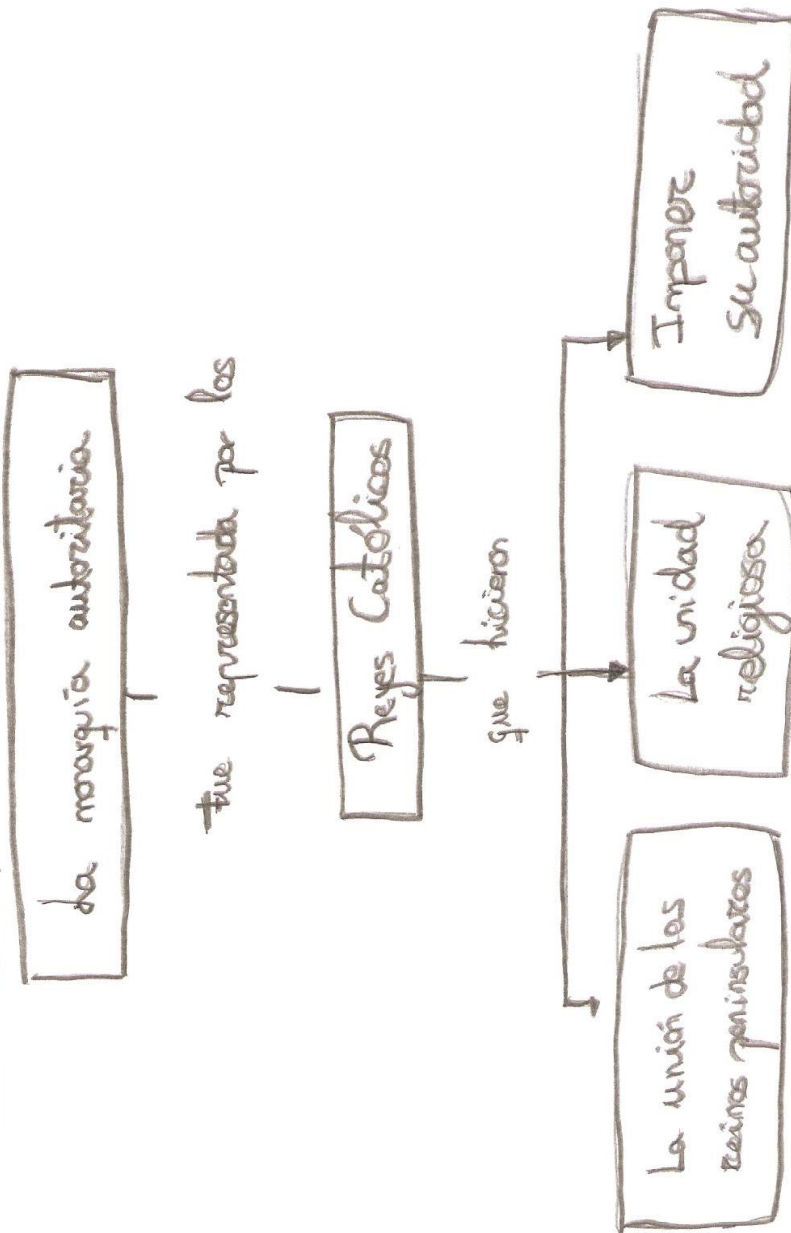 La monarquía autoritaria
fue representada por los
Reyes Católicos
que hicieron
La unión de los
reinos peninsulares
La unidad
religiosa
Imponer
su autoridad